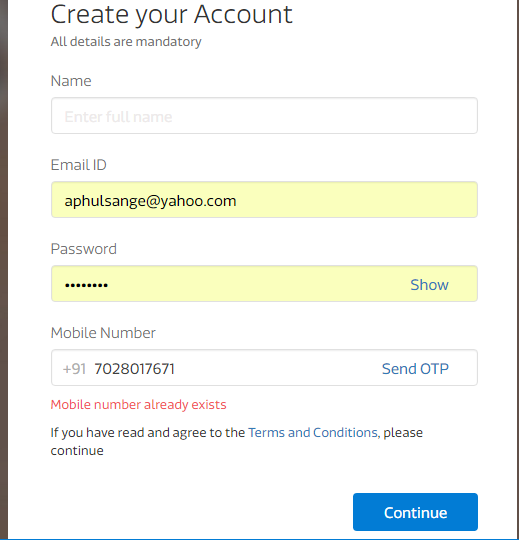 Create your Account
All details are mandatory
Name
Enter full name
Email ID
aphulsange@yahoo.com
Password
•••••••• Show
Mobile Number
+91 7028017671 Send OTP
Mobile number already exists
If you have read and agree to the Terms and Conditions, please
continue
Continue